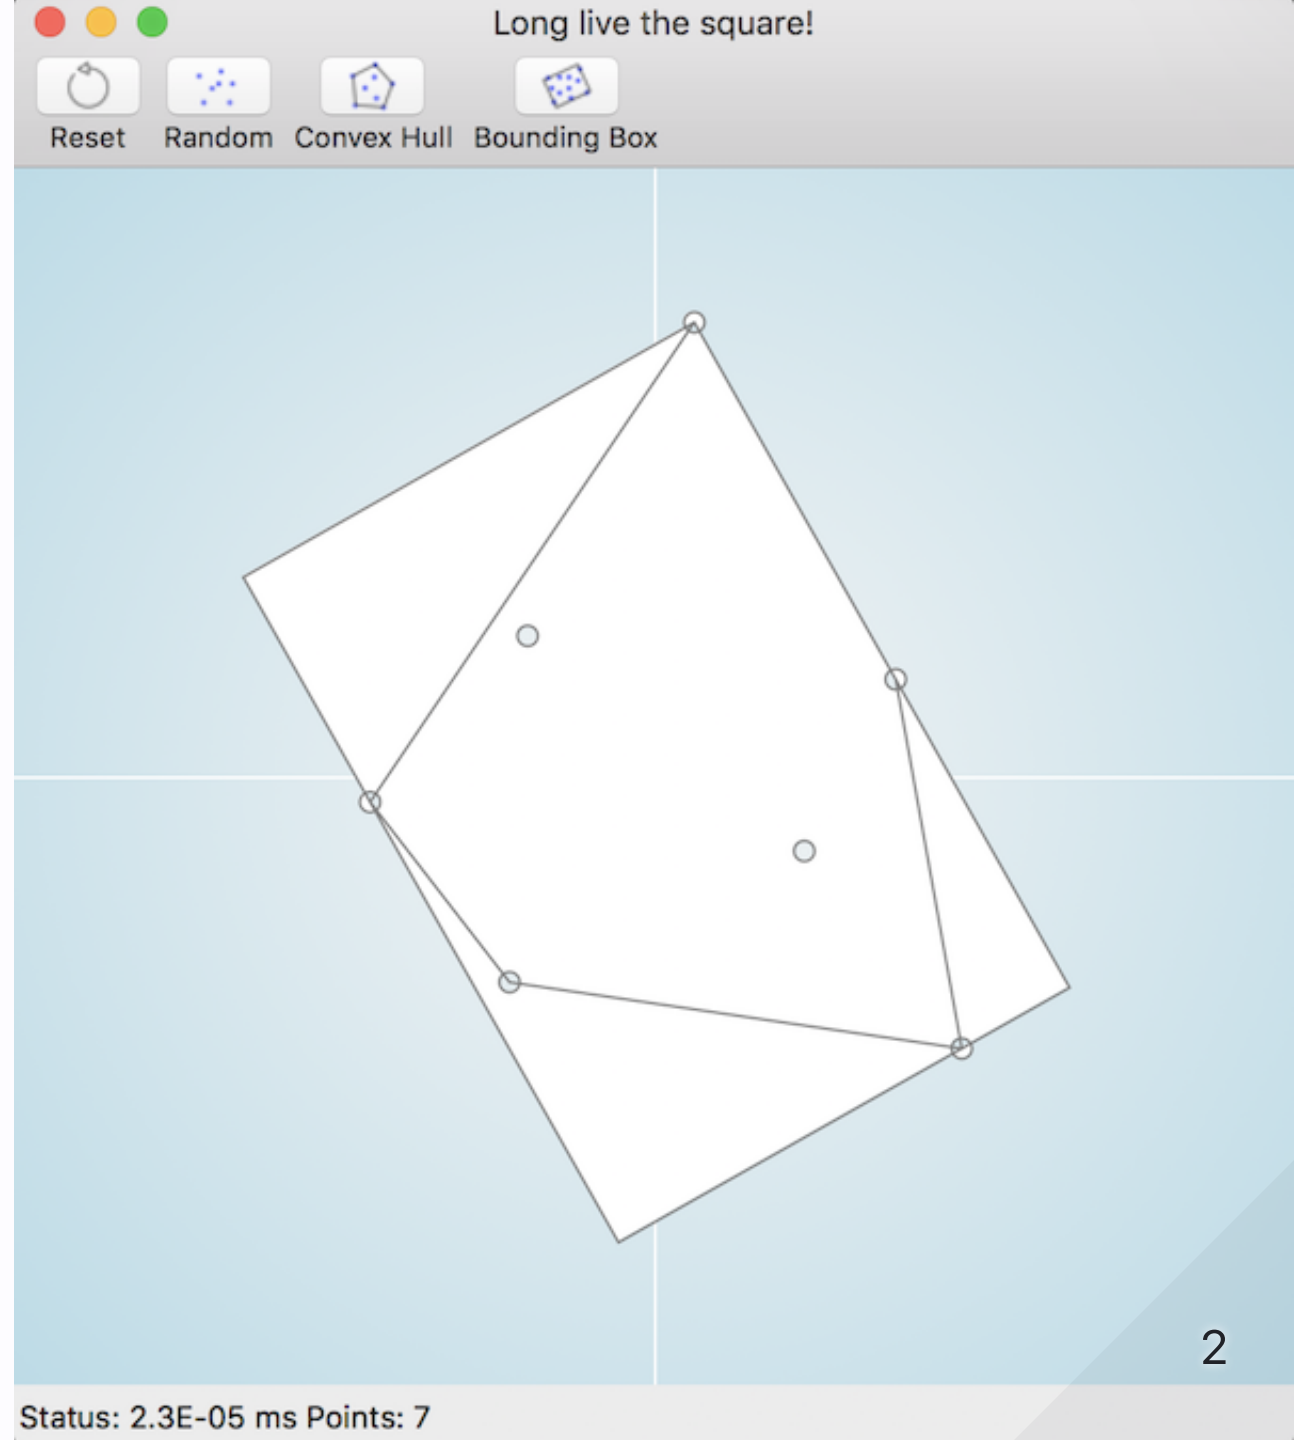 Long live the square!
Reset Random Convex Hull Bounding Box
2
Status: 2.3E-05 ms Points: 7